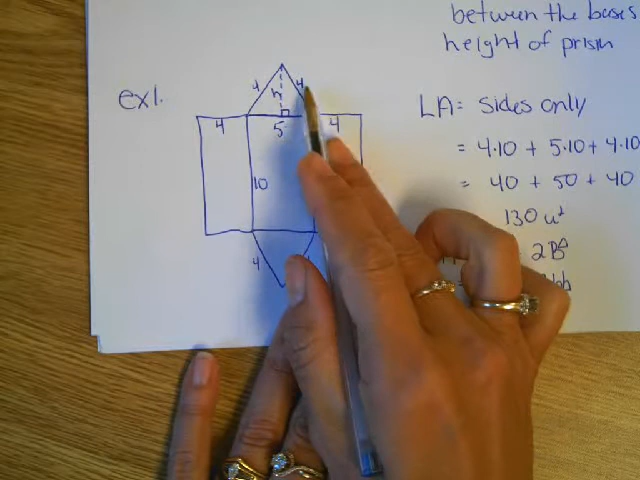 between the bases
height of prism
ex1.
4 h 4
4 5 4
10
4
LA = Sides only
= 4·10 + 5·10 + 4·10
= 40 + 50 + 40
130 u²
2B